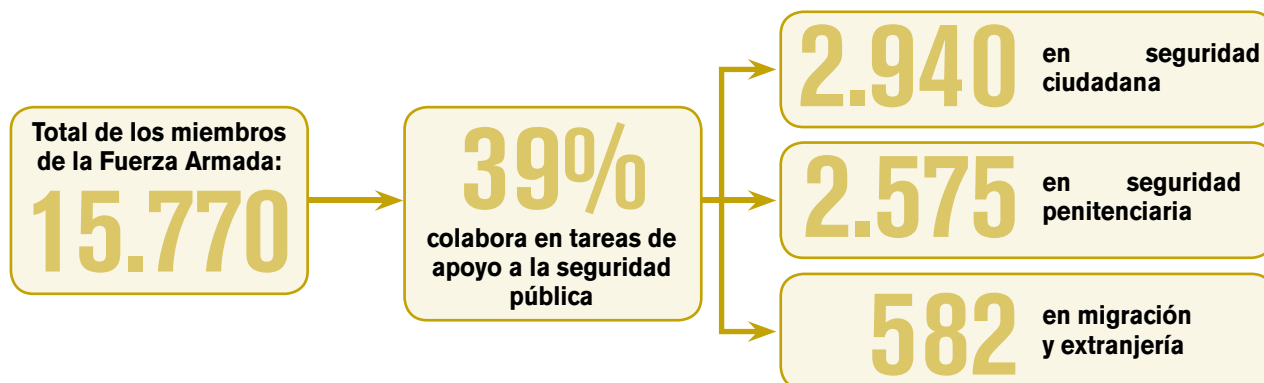 Total de los miembros
de la Fuerza Armada:
15.770
39%
colabora en tareas de
apoyo a la seguridad
pública
2.940
en seguridad
ciudadana
2.575
en seguridad
penitenciaria
582
en migración
y extranjería